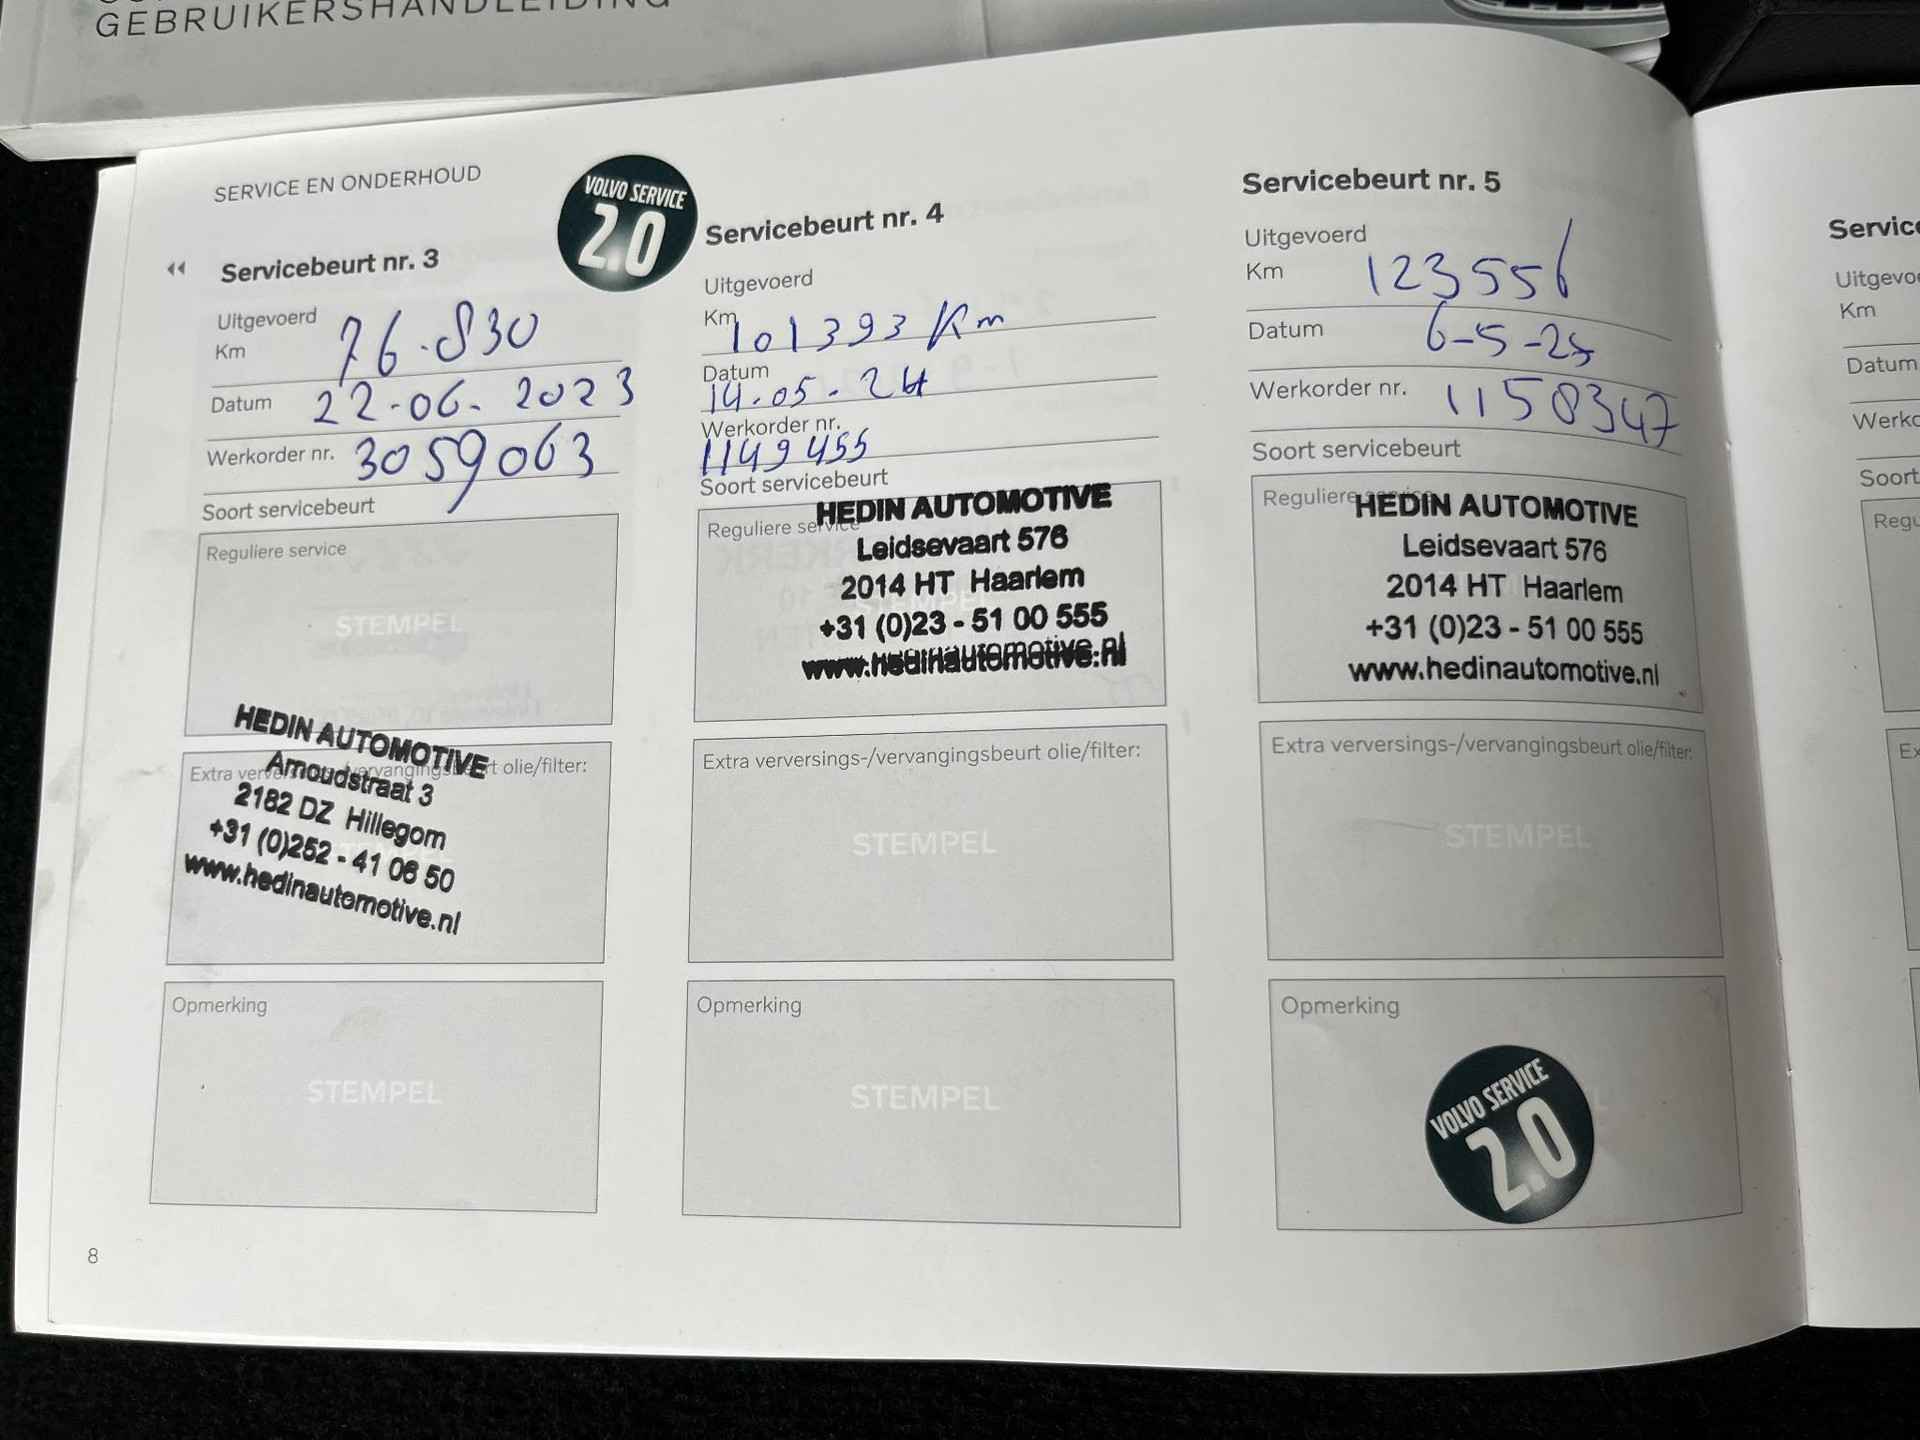 GEBRUIKERSHANDLEIDING
SERVICE EN ONDERHOUD
VOLVO SERVICE
2.0
Servicebeurt nr. 3
Uitgevoerd
Km 76.830
Datum 22-06-2023
Werkorder nr. 3059063
Soort servicebeurt
Reguliere service
STEMPEL
HEDIN AUTOMOTIVE
Extra verversings-/vervangingsbeurt olie/filter:
Arnoudstraat 3
2182 DZ Hillegom
+31 (0)252 - 41 06 50
www.hedinautomotive.nl
Opmerking
STEMPEL
8
Servicebeurt nr. 4
Uitgevoerd
Km 101393 Km
Datum
14.05.24
Werkorder nr.
1149455
Soort servicebeurt
Reguliere service
HEDIN AUTOMOTIVE
Leidsevaart 576
2014 HT Haarlem
STEMPEL
+31 (0)23 - 51 00 555
www.hedinautomotive.nl
Extra verversings-/vervangingsbeurt olie/filter:
STEMPEL
Opmerking
STEMPEL
Servicebeurt nr. 5
Uitgevoerd
Km 123556
Datum 6-5-25
Werkorder nr. 1158347
Soort servicebeurt
Reguliere service
HEDIN AUTOMOTIVE
Leidsevaart 576
2014 HT Haarlem
+31 (0)23 - 51 00 555
www.hedinautomotive.nl
Extra verversings-/vervangingsbeurt olie/filter:
STEMPEL
Opmerking
VOLVO SERVICE
2.0
Km
Datum
Soort